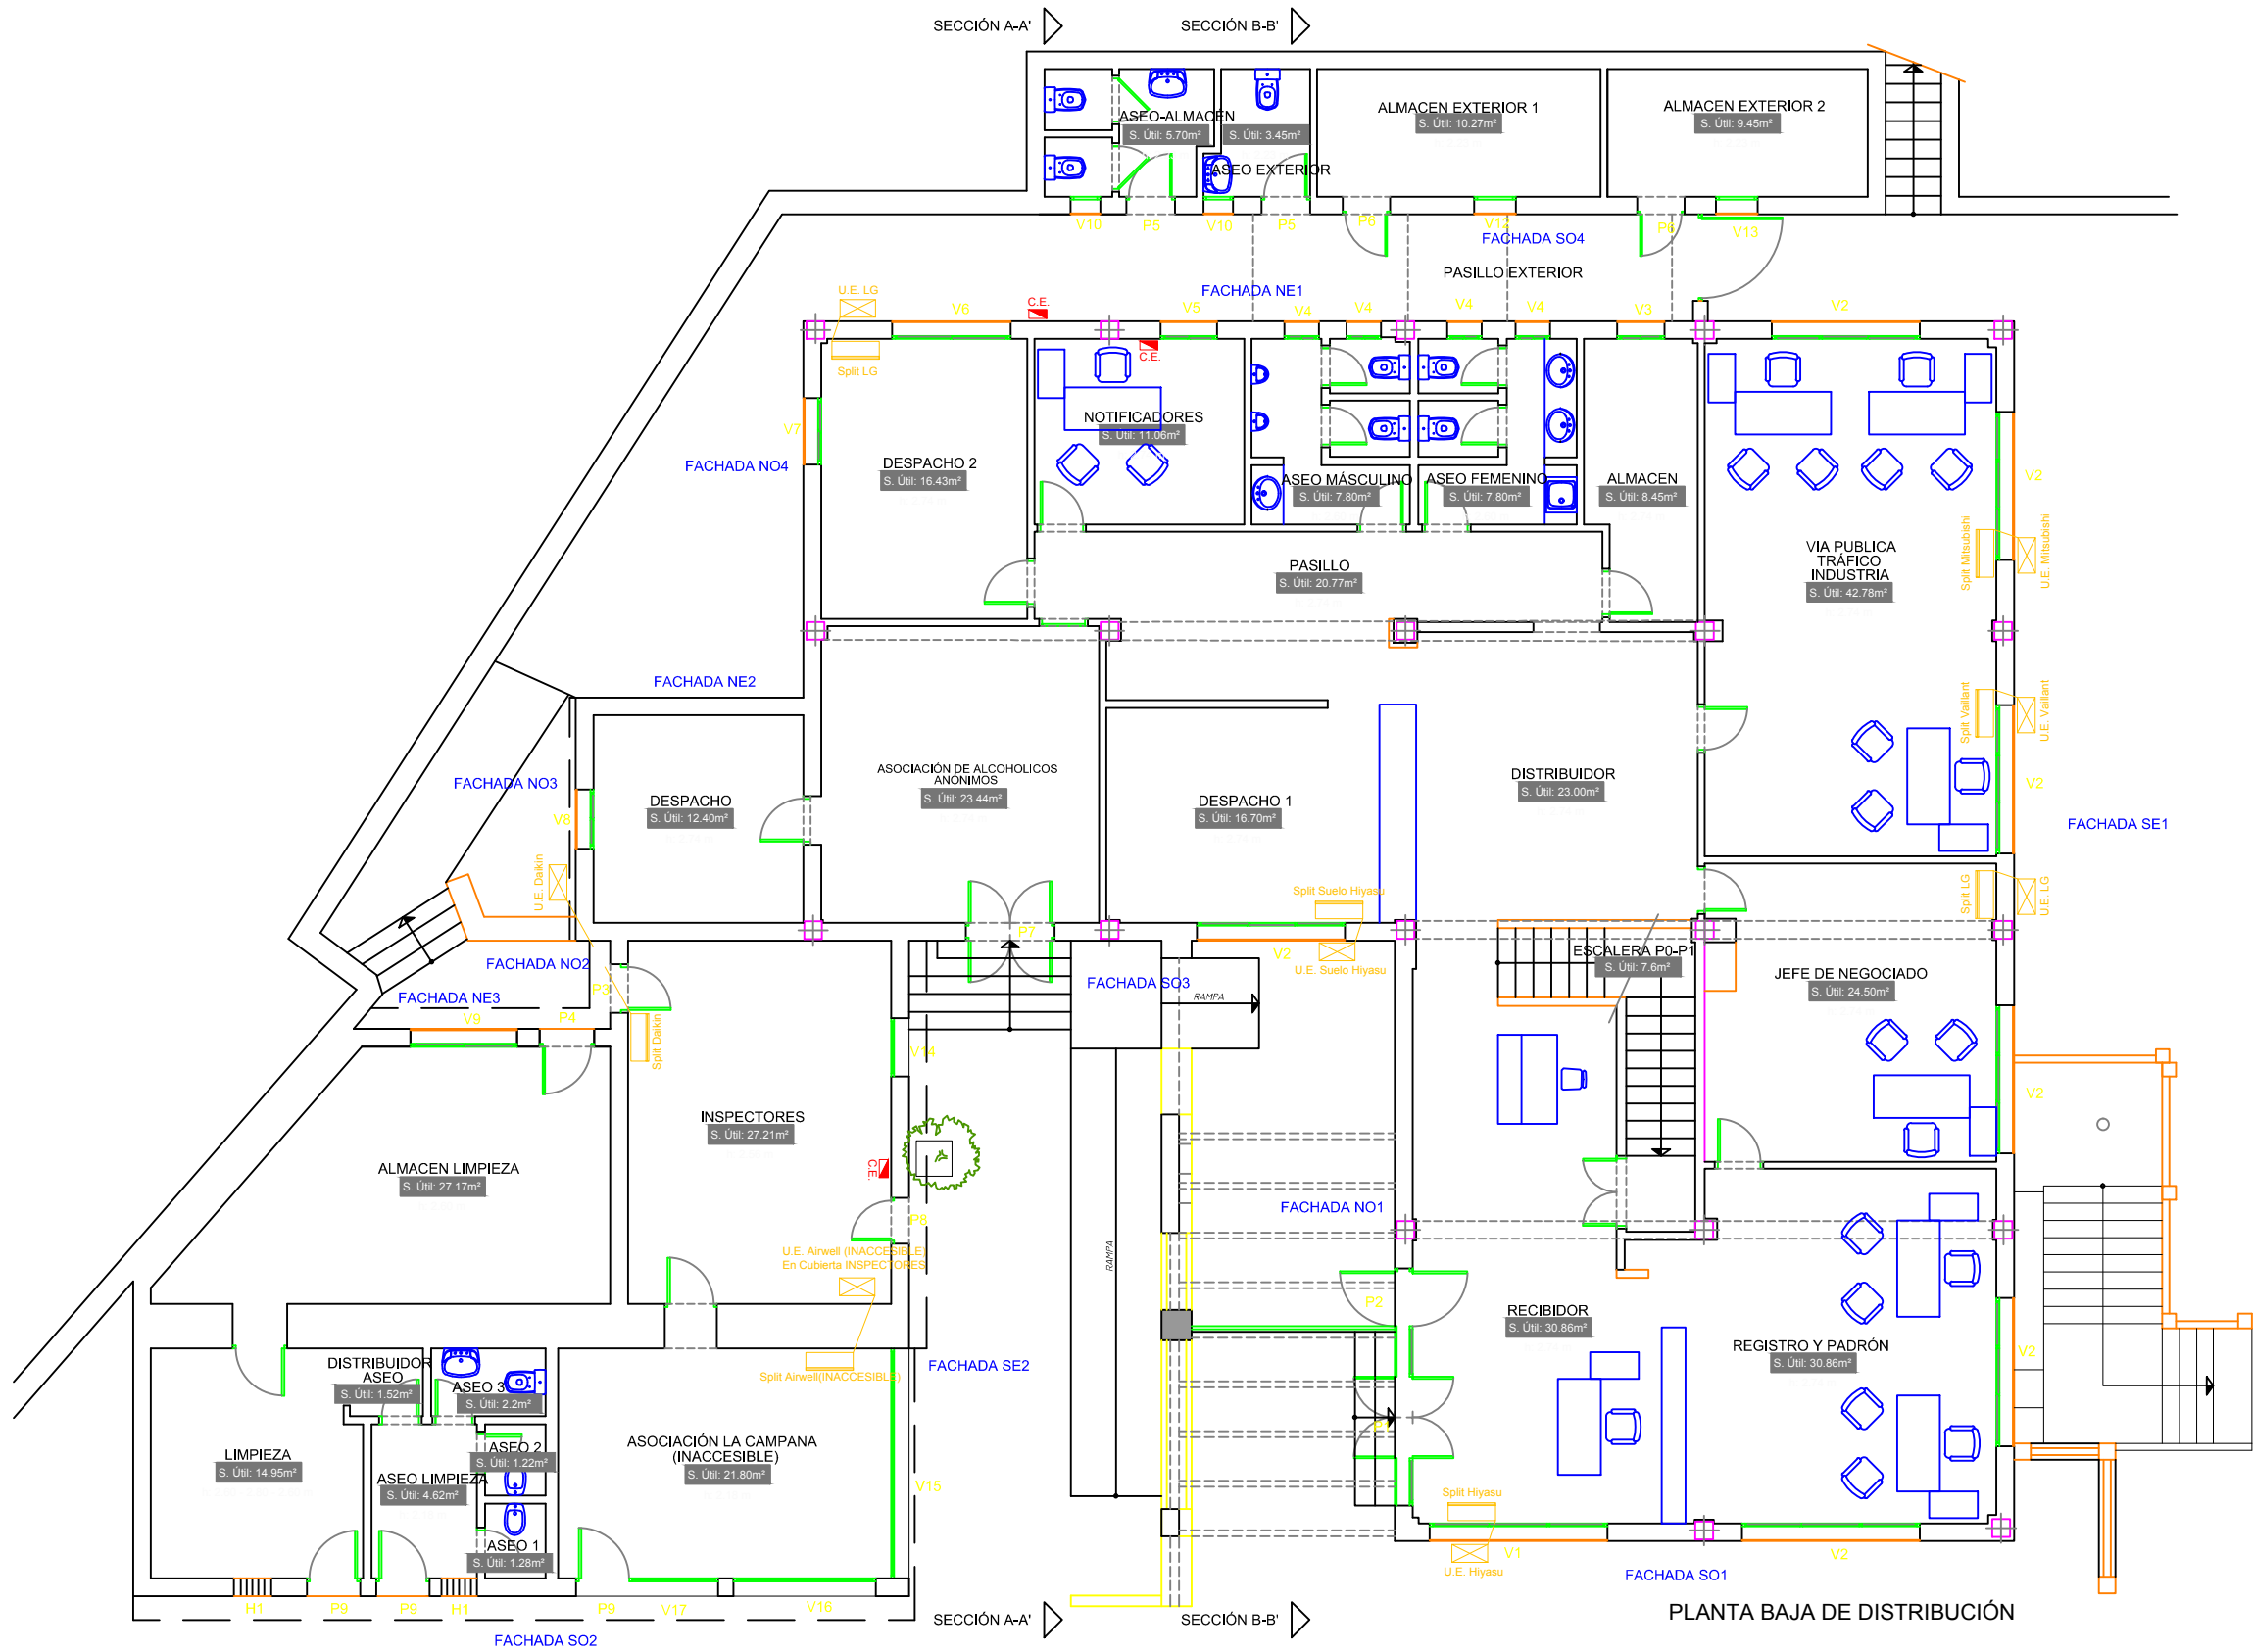 SECCIÓN A-A'
SECCIÓN B-B'
ASEO-ALMACÉN
S. Útil: 5.70m²
S. Útil: 3.45m²
ASEO EXTERIOR
ALMACEN EXTERIOR 1
S. Útil: 10.27m²
ALMACEN EXTERIOR 2
S. Útil: 9.45m²
V10
P5
V10
P5
P6
V12
P6
V13
FACHADA SO4
PASILLO EXTERIOR
FACHADA NE1
U.E. LG
C.E.
V6
V5
V4
V4
V4
V4
V3
V2
Split LG
C.E.
V7
FACHADA NO4
DESPACHO 2
S. Útil: 16.43m²
NOTIFICADORES
S. Útil: 11.06m²
ASEO MÁSCULINO
S. Útil: 7.80m²
ASEO FEMENINO
S. Útil: 7.80m²
ALMACEN
S. Útil: 8.45m²
V2
VIA PUBLICA
TRÁFICO
INDUSTRIA
S. Útil: 42.78m²
Split Mitsubishi
U.E. Mitsubishi
PASILLO
S. Útil: 20.77m²
FACHADA NE2
Split Vaillant
U.E. Vaillant
FACHADA NO3
V8
DESPACHO
S. Útil: 12.40m²
ASOCIACIÓN DE ALCOHOLICOS
ANÓNIMOS
S. Útil: 23.44m²
DESPACHO 1
S. Útil: 16.70m²
DISTRIBUIDOR
S. Útil: 23.00m²
V2
FACHADA SE1
U.E. Daikin
Split Suelo Hiyasu
Split LG
U.E. LG
P7
V2
U.E. Suelo Hiyasu
FACHADA NO2
FACHADA NE3
P3
FACHADA SO3
RAMPA
ESCALERA P0-P1
S. Útil: 7.6m²
JEFE DE NEGOCIADO
S. Útil: 24.50m²
V9
P4
Split Daikin
V14
V2
INSPECTORES
S. Útil: 27.21m²
ALMACEN LIMPIEZA
S. Útil: 27.17m²
C.E.
P8
FACHADA NO1
RAMPA
U.E. Airwell (INACCESIBLE)
En Cubierta INSPECTORES
P2
RECIBIDOR
S. Útil: 30.86m²
REGISTRO Y PADRÓN
S. Útil: 30.86m²
V2
FACHADA SE2
Split Airwell(INACCESIBLE)
DISTRIBUIDOR
ASEO
S. Útil: 1.52m²
ASEO 3
S. Útil: 2.2m²
P1
LIMPIEZA
S. Útil: 14.95m²
ASEO LIMPIEZA
S. Útil: 4.62m²
ASEO 2
S. Útil: 1.22m²
ASOCIACIÓN LA CAMPANA
(INACCESIBLE)
S. Útil: 21.80m²
V15
ASEO 1
S. Útil: 1.28m²
Split Hiyasu
U.E. Hiyasu
V1
V2
FACHADA SO1
H1
P9
P9
H1
P9
V17
V16
FACHADA SO2
SECCIÓN A-A'
SECCIÓN B-B'
PLANTA BAJA DE DISTRIBUCIÓN